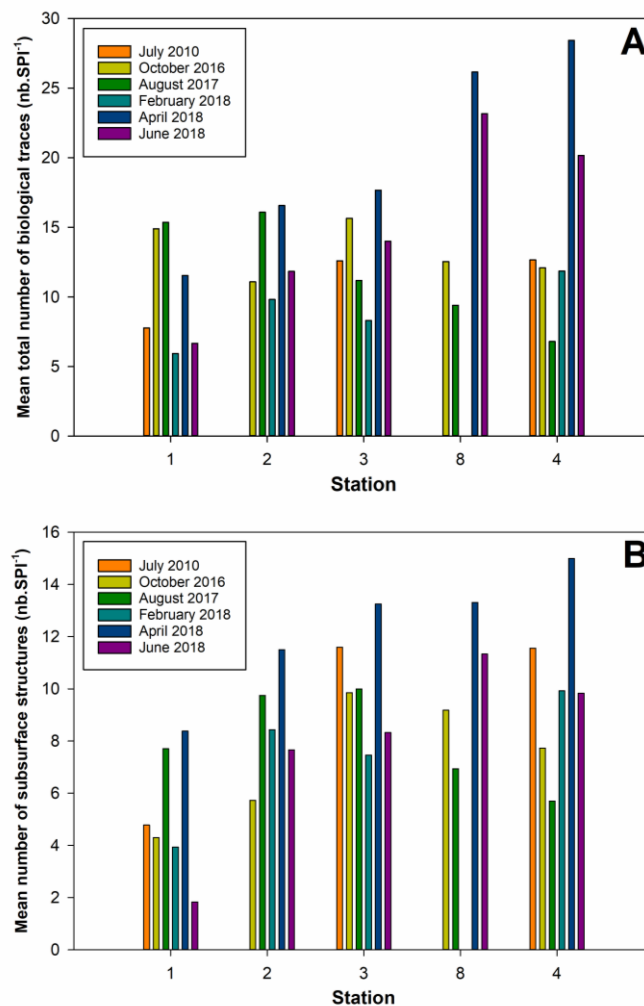 A
Mean total number of biological traces (nb.SPI⁻¹)
30
25
20
15
10
5
0
July 2010
October 2016
August 2017
February 2018
April 2018
June 2018
1 2 3 8 4
Station
B
Mean number of subsurface structures (nb.SPI⁻¹)
16
14
12
10
8
6
4
2
0
July 2010
October 2016
August 2017
February 2018
April 2018
June 2018
1 2 3 8 4
Station